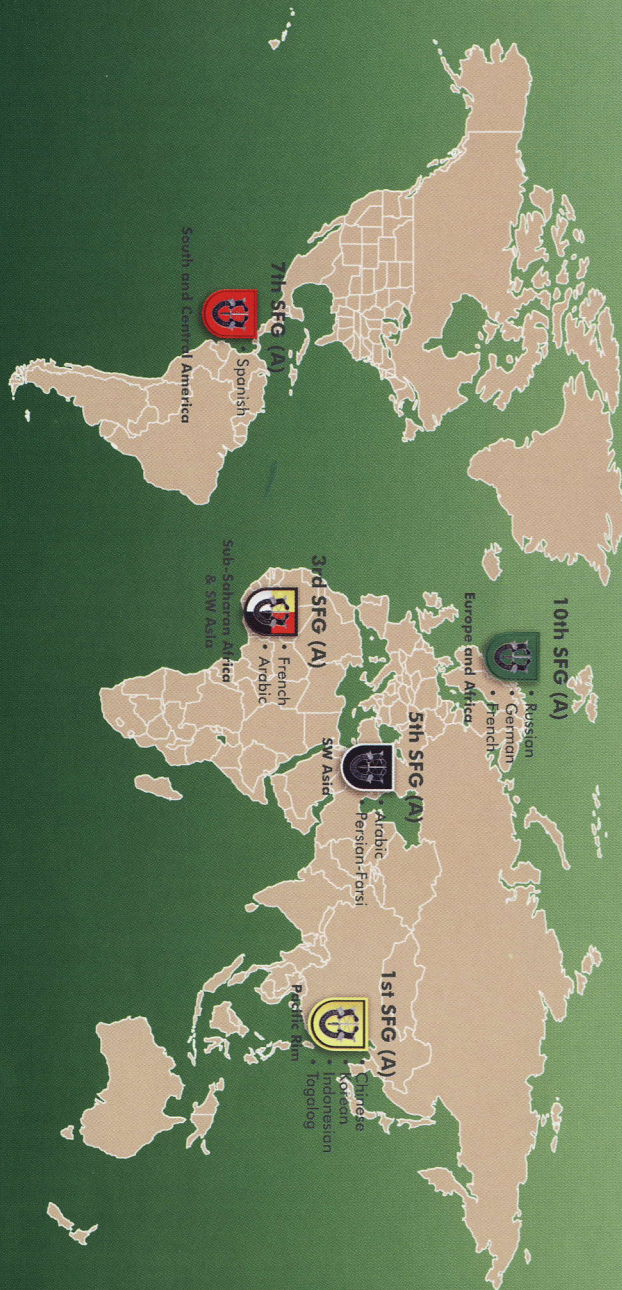 7th SFG (A)
• Spanish
South and Central America
10th SFG (A)
• Russian
• German
• French
Europe and Africa
3rd SFG (A)
• French
• Arabic
Sub-Saharan Africa
& SW Asia
5th SFG (A)
• Arabic
• Persian-Farsi
SW Asia
1st SFG (A)
• Chinese
• Korean
• Indonesian
• Tagalog
Pacific Rim